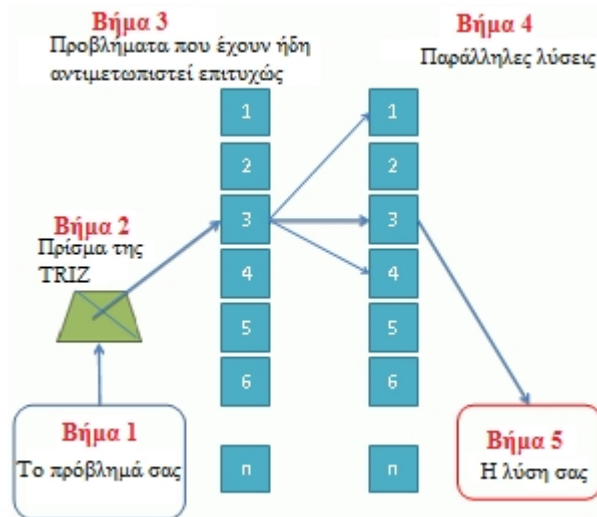 Βήμα 3
Προβλήματα που έχουν ήδη
αντιμετωπιστεί επιτυχώς
Βήμα 4
Παράλληλες λύσεις
1
2
3
4
5
6
n
1
2
3
4
5
6
n
Βήμα 2
Πρίσμα της
TRIZ
Βήμα 1
Το πρόβλημά σας
Βήμα 5
Η λύση σας